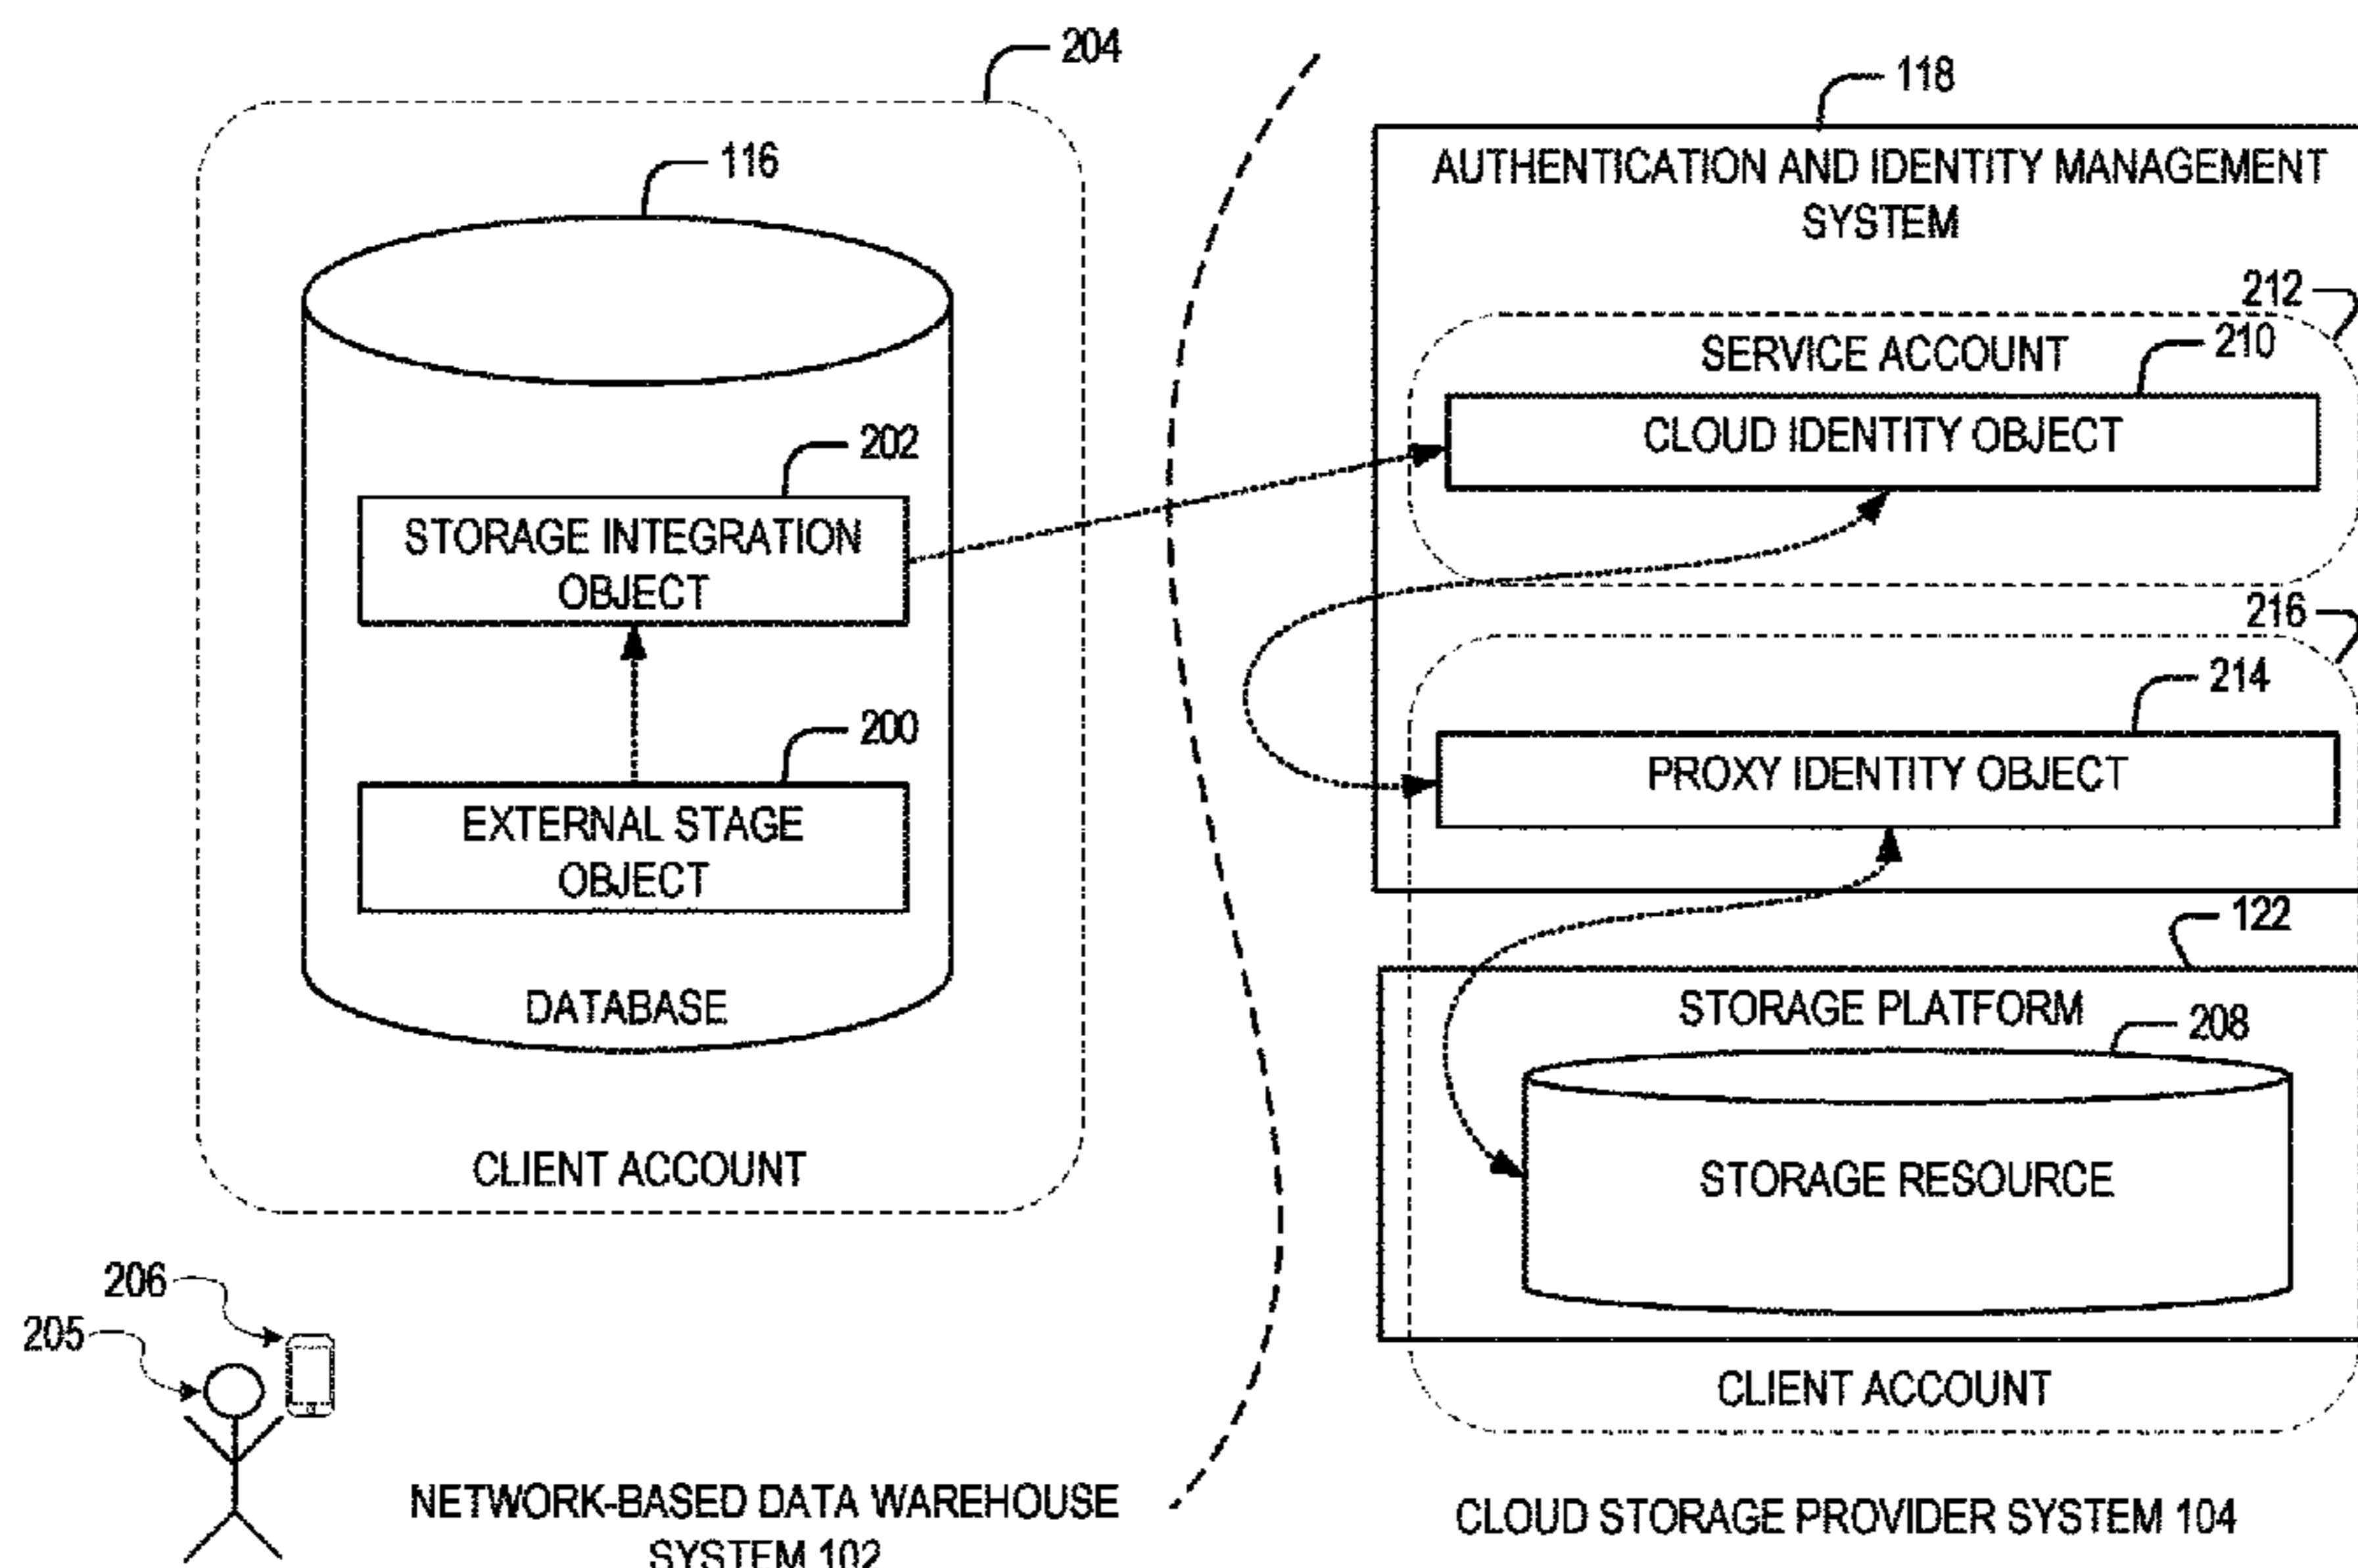 204
116
202
STORAGE INTEGRATION
OBJECT
200
EXTERNAL STAGE
OBJECT
DATABASE
CLIENT ACCOUNT
206
205
NETWORK-BASED DATA WAREHOUSE
SYSTEM 102
118
AUTHENTICATION AND IDENTITY MANAGEMENT
SYSTEM
212
SERVICE ACCOUNT
210
CLOUD IDENTITY OBJECT
216
214
PROXY IDENTITY OBJECT
122
STORAGE PLATFORM
208
STORAGE RESOURCE
CLIENT ACCOUNT
CLOUD STORAGE PROVIDER SYSTEM 104